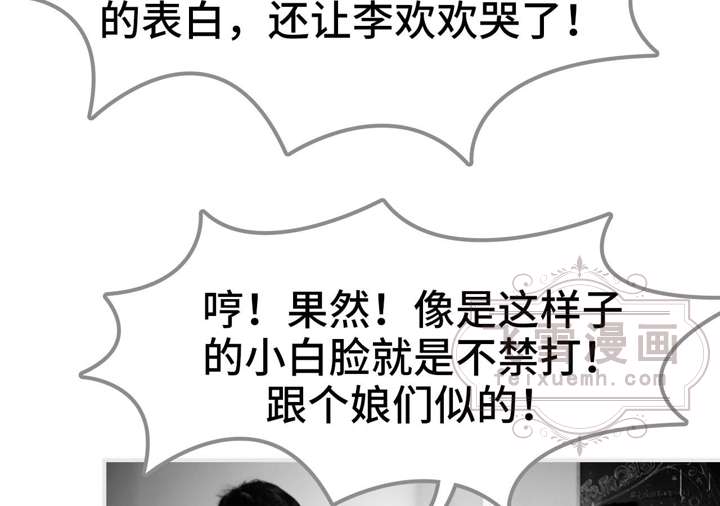 的表白，还让李欢欢哭了！
哼！果然！像是这样子
的小白脸就是不禁打！
跟个娘们似的！
飞雪漫画
feixuemh.com